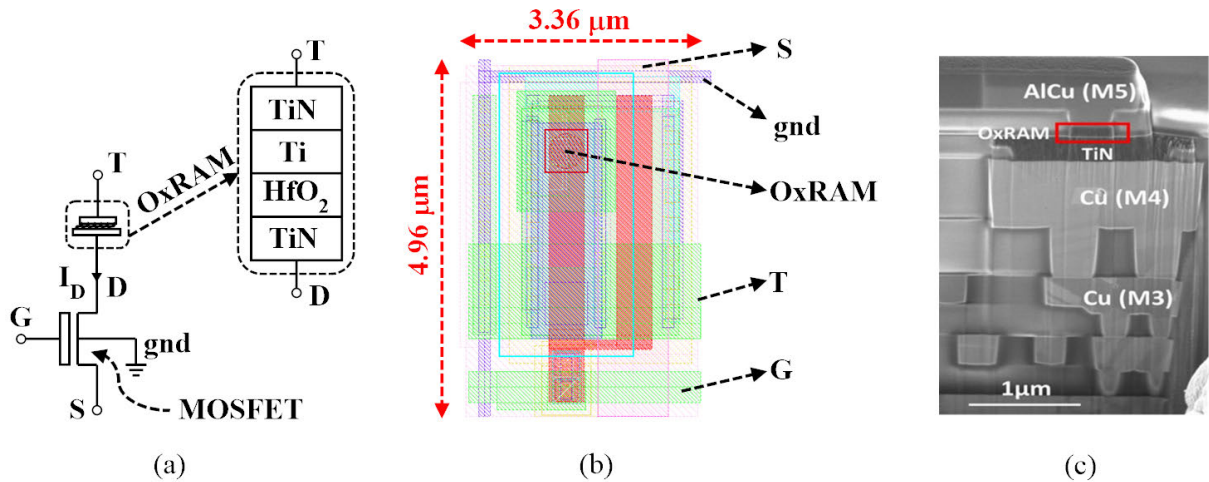 T
TiN
Ti
HfO₂
TiN
D
OxRAM
T
I_D
D
G
gnd
S
MOSFET
(a)
3.36 μm
4.96 μm
S
gnd
OxRAM
T
G
(b)
AlCu (M5)
OxRAM
TiN
Cu (M4)
Cu (M3)
1μm
(c)